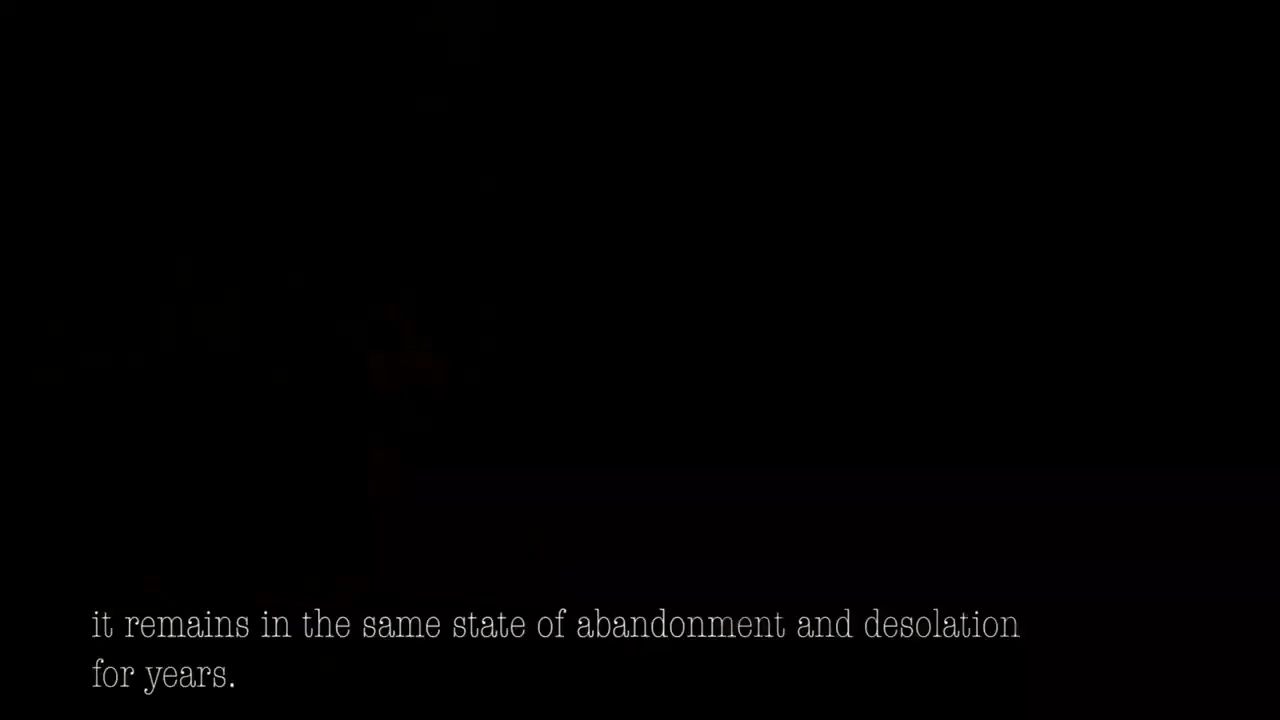 it remains in the same state of abandonment and desolation
for years.